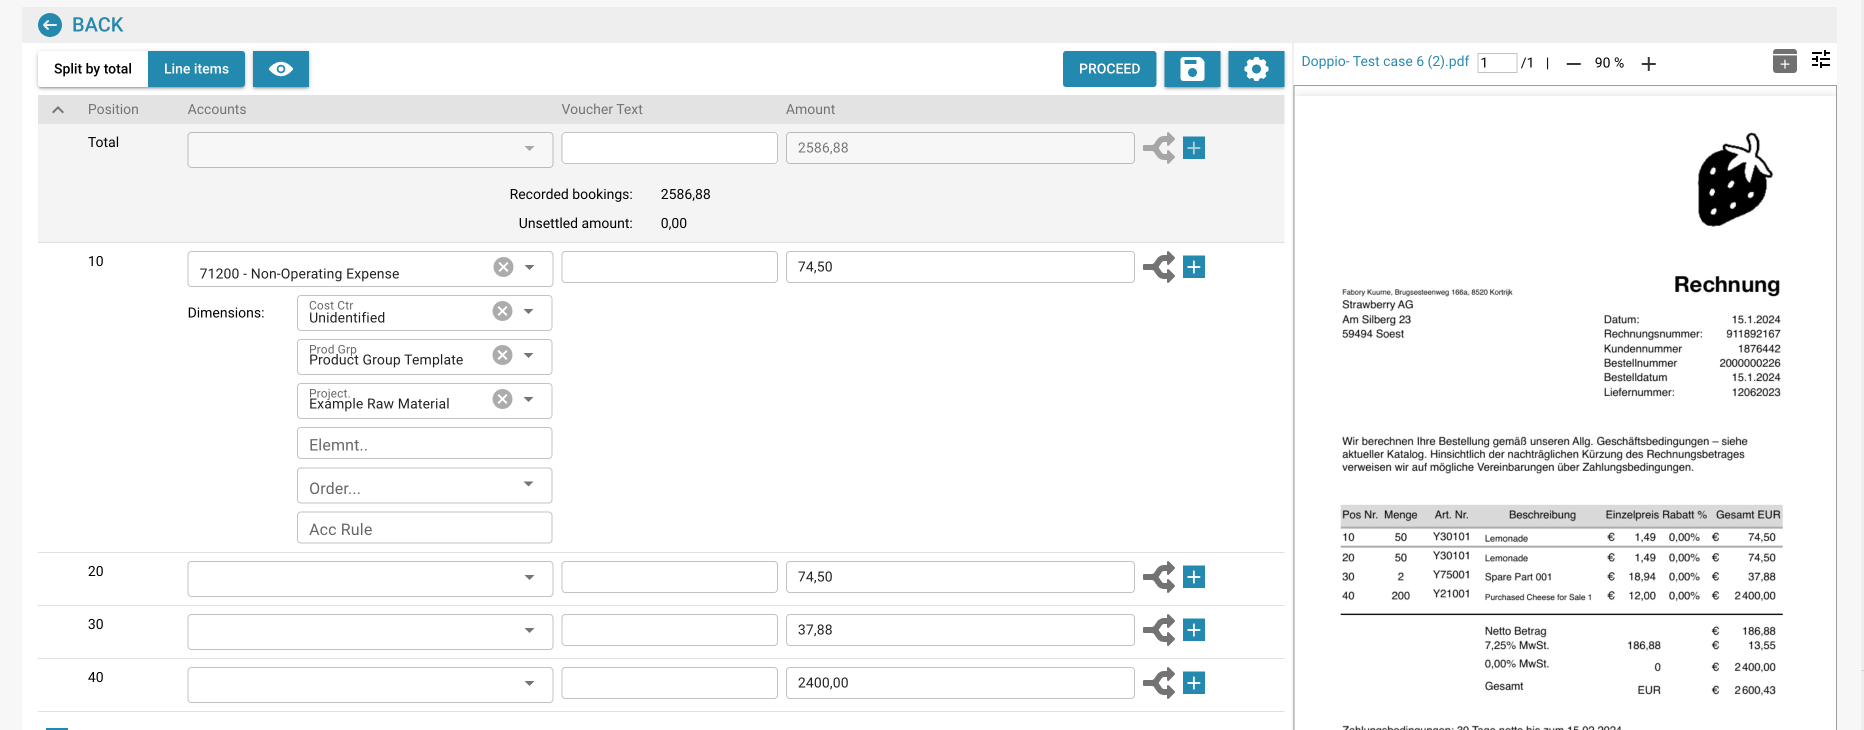 BACK
Split by total
Line items
PROCEED
Position Accounts Voucher Text Amount
Total 2586,88
Recorded bookings: 2586,88
Unsettled amount: 0,00
10 71200 - Non-Operating Expense 74,50
Dimensions:
Cost Ctr
Unidentified
Prod Grp
Product Group Template
Project.
Example Raw Material
Elemnt..
Order...
Acc Rule
20 74,50
30 37,88
40 2400,00
Doppio- Test case 6 (2).pdf 1 /1 | — 90 % +
Rechnung
Fabory Kuurne, Brugsesteenweg 166a, 8520 Kortrijk
Strawberry AG
Am Silberg 23
59494 Soest
Datum: 15.1.2024
Rechnungsnummer: 911892167
Kundennummer 1876442
Bestellnummer 2000000226
Bestelldatum 15.1.2024
Liefernummer: 12062023
Wir berechnen Ihre Bestellung gemäß unseren Allg. Geschäftsbedingungen – siehe
aktueller Katalog. Hinsichtlich der nachträglichen Kürzung des Rechnungsbetrages
verweisen wir auf mögliche Vereinbarungen über Zahlungsbedingungen.
Pos Nr. Menge Art. Nr. Beschreibung Einzelpreis Rabatt % Gesamt EUR
10 50 Y30101 Lemonade € 1,49 0,00% € 74,50
20 50 Y30101 Lemonade € 1,49 0,00% € 74,50
30 2 Y75001 Spare Part 001 € 18,94 0,00% € 37,88
40 200 Y21001 Purchased Cheese for Sale 1 € 12,00 0,00% € 2400,00
Netto Betrag € 186,88
7,25% MwSt. 186,88 € 13,55
0,00% MwSt. 0 € 2400,00
Gesamt EUR € 2600,43
Zahlungsbedingungen: 30 Tage netto bis zum 15.02.2024